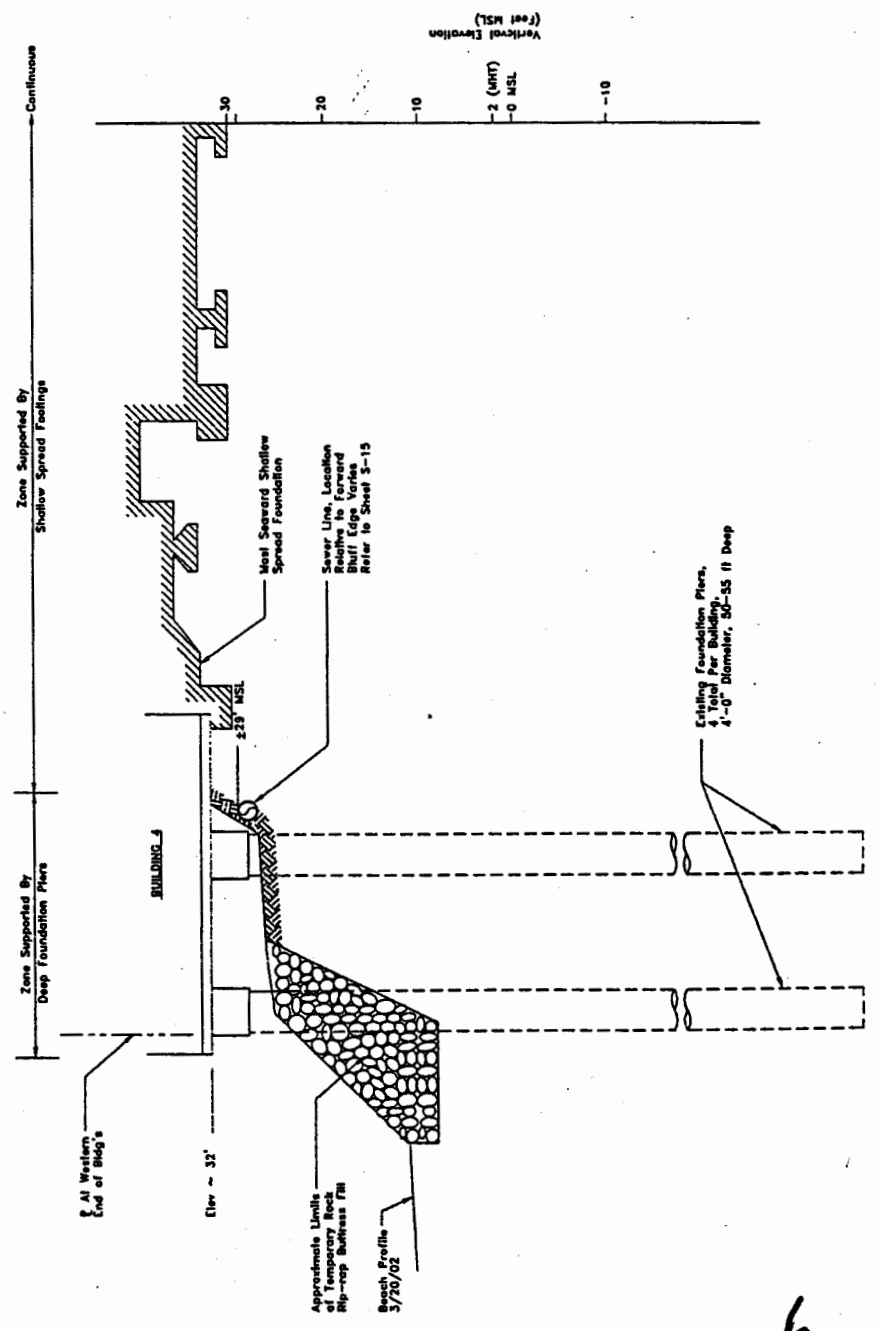 Zone Supported By
Deep Foundation Piers
Zone Supported By
Shallow Spread Footings
Continuous
℄ At Western
End of Bldg's
BUILDING 4
Elev ~ 32'
±29' MSL
Most Seaward Shallow
Spread Foundation
Sewer Line, Location
Relative to Forward
Bluff Edge Varies
Refer to Sheet S-15
Approximate Limits
of Temporary Rock
Rip-rap Buttress Fill
Beach Profile
3/20/02
Existing Foundation Piers,
4 Total Per Building,
4'-0" Diameter, 50-55 ft Deep
30
20
10
2 (MHT)
0 MSL
-10
Vertical Elevation
(Feet MSL)
6